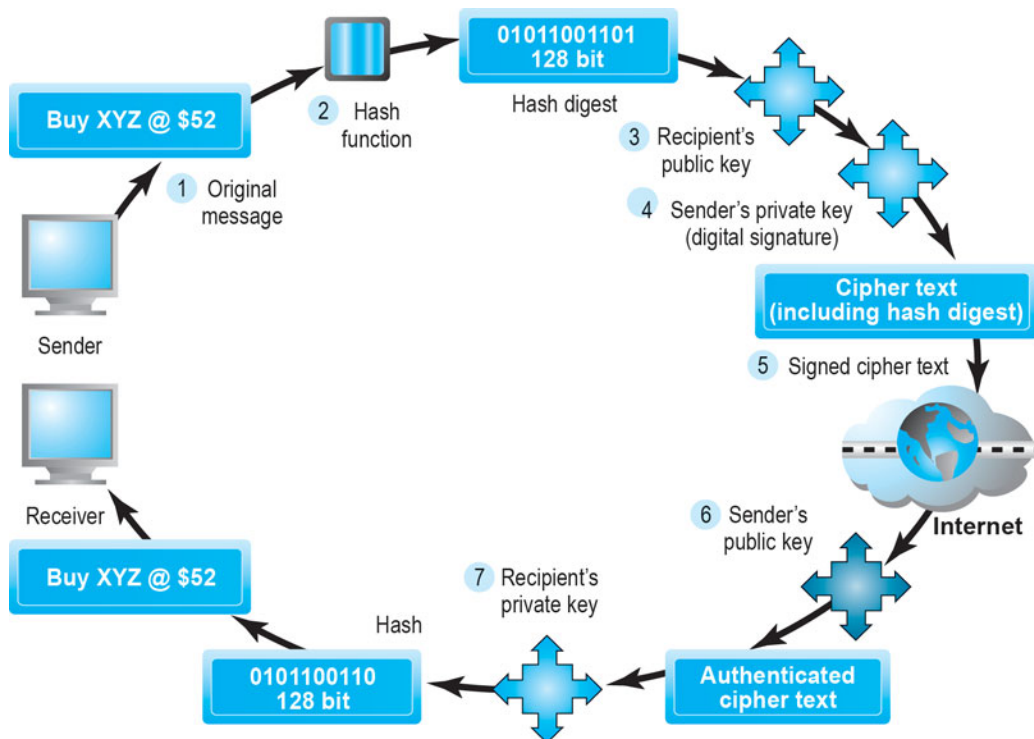 Buy XYZ @ $52
1 Original
message
Sender
2 Hash
function
01011001101
128 bit
Hash digest
3 Recipient's
public key
4 Sender's private key
(digital signature)
Cipher text
(including hash digest)
5 Signed cipher text
Internet
6 Sender's
public key
Authenticated
cipher text
7 Recipient's
private key
Hash
0101100110
128 bit
Buy XYZ @ $52
Receiver